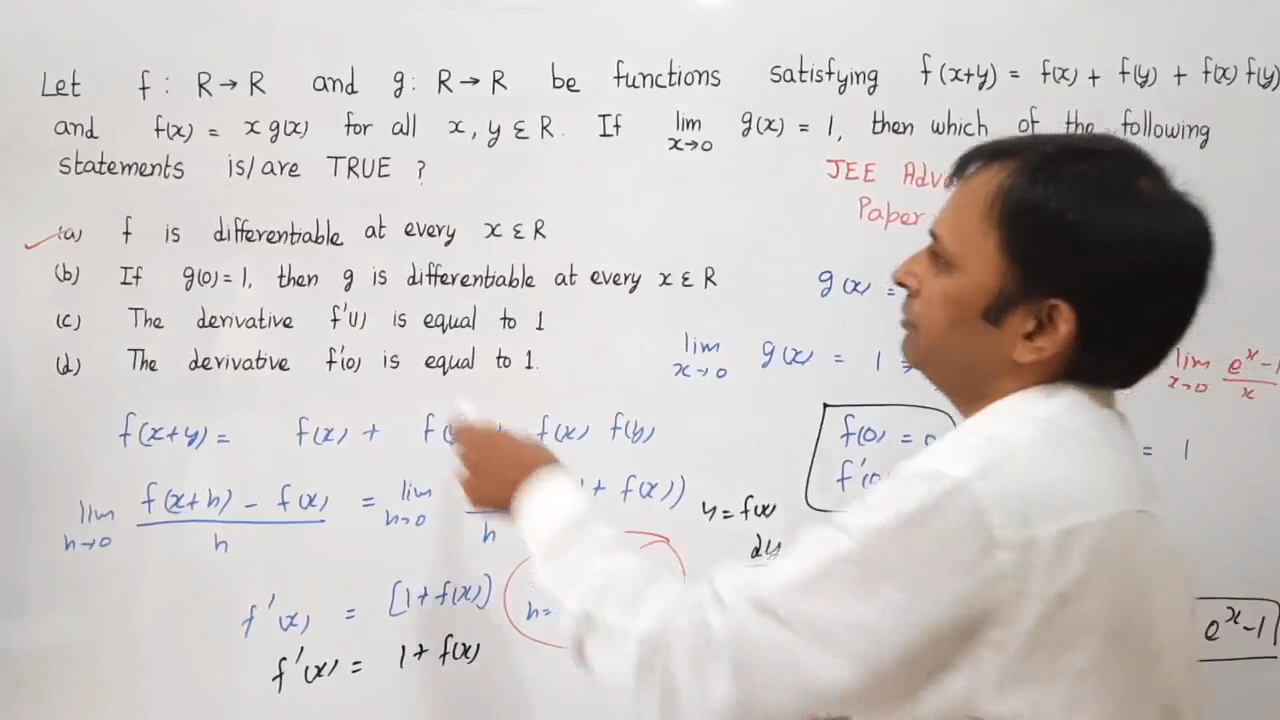 Let f : R → R and g : R → R be functions satisfying f(x+y) = f(x) + f(y) + f(x) f(y)
and f(x) = x g(x) for all x, y ε R. If lim x→0 g(x) = 1, then which of the following
statements is/are TRUE ?
JEE
Paper
(a) f is differentiable at every x ε R
(b) If g(0) = 1, then g is differentiable at every x ε R
(c) The derivative f'(1) is equal to 1
(d) The derivative f'(0) is equal to 1.
g(x) =
lim x→0 g(x) = 1
lim x→0 e^x - 1 / x
= 1
f(0) =
f'(0)
f(x+y) = f(x) + f(x) f(y)
lim h→0 f(x+h) - f(x) / h = lim h→0 h + f(x))
y = f(x)
dy
f'(x) = [1 + f(x)] h→
f'(x) = 1 + f(x)
e^x - 1